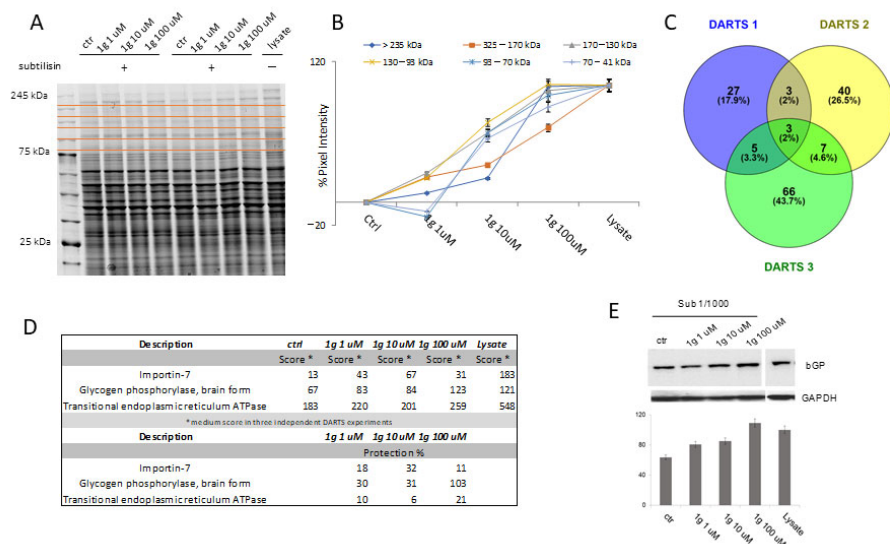 A
ctr
1g 1 uM
1g 10 uM
1g 100 uM
ctr
1g 1 uM
1g 10 uM
1g 100 uM
lysate
subtilisin + + −
245 kDa
75 kDa
25 kDa
B
> 235 kDa 325 – 170 kDa 170 – 130 kDa
130 – 93 kDa 93 – 70 kDa 70 – 41 kDa
120
% Pixel Intensity
−20
Ctrl
1g 1uM
1g 10uM
1g 100uM
Lysate
C
DARTS 1 DARTS 2
27
(17.9%)
3
(2%)
40
(26.5%)
3
(2%)
5
(3.3%)
7
(4.6%)
66
(43.7%)
DARTS 3
D
Description ctrl 1g 1 uM 1g 10 uM 1g 100 uM Lysate
Score * Score * Score * Score * Score *
Importin-7 13 43 67 31 183
Glycogen phosphorylase, brain form 67 83 84 123 121
Transitional endoplasmic reticulum ATPase 183 220 201 259 548
* medium score in three independent DARTS experiments
Description 1g 1 uM 1g 10 uM 1g 100 uM
Protection %
Importin-7 18 32 11
Glycogen phosphorylase, brain form 30 31 103
Transitional endoplasmic reticulum ATPase 10 6 21
E
Sub 1/1000
ctr
1g 1 uM
1g 10 uM
1g 100 uM
bGP
GAPDH
120
100
80
60
40
20
0
ctr
1g 1 uM
1g 10 uM
1g 100 uM
Lysate